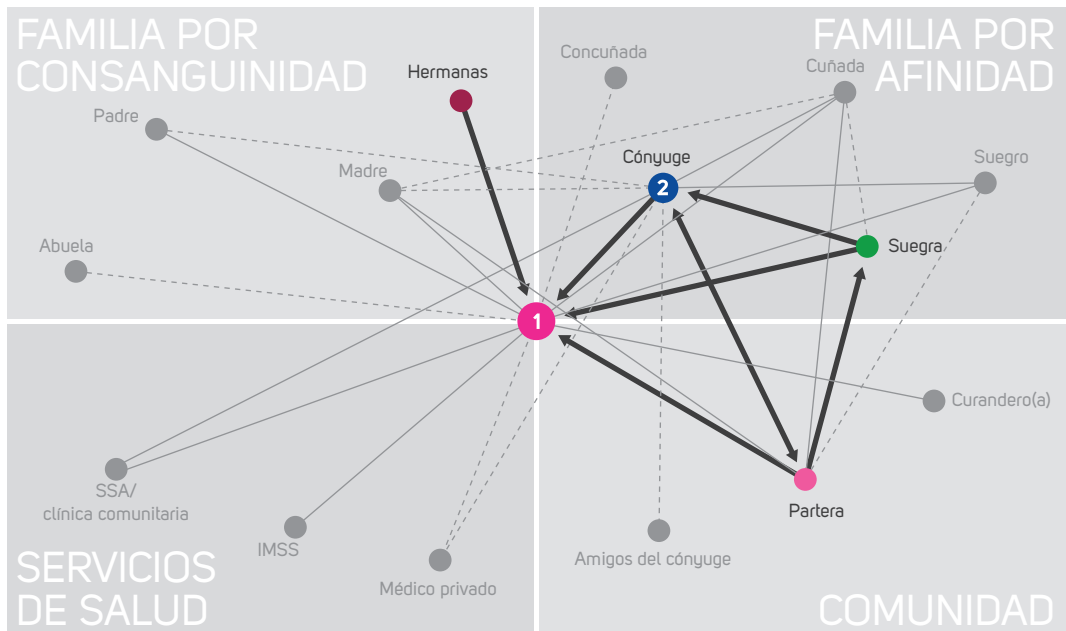 FAMILIA POR
CONSANGUINIDAD
Hermanas
Padre
Madre
Abuela
FAMILIA POR
AFINIDAD
Concuñada
Cuñada
Cónyuge
2
Suegro
Suegra
1
SSA/
clínica comunitaria
IMSS
Médico privado
SERVICIOS
DE SALUD
Curandero(a)
Partera
Amigos del cónyuge
COMUNIDAD